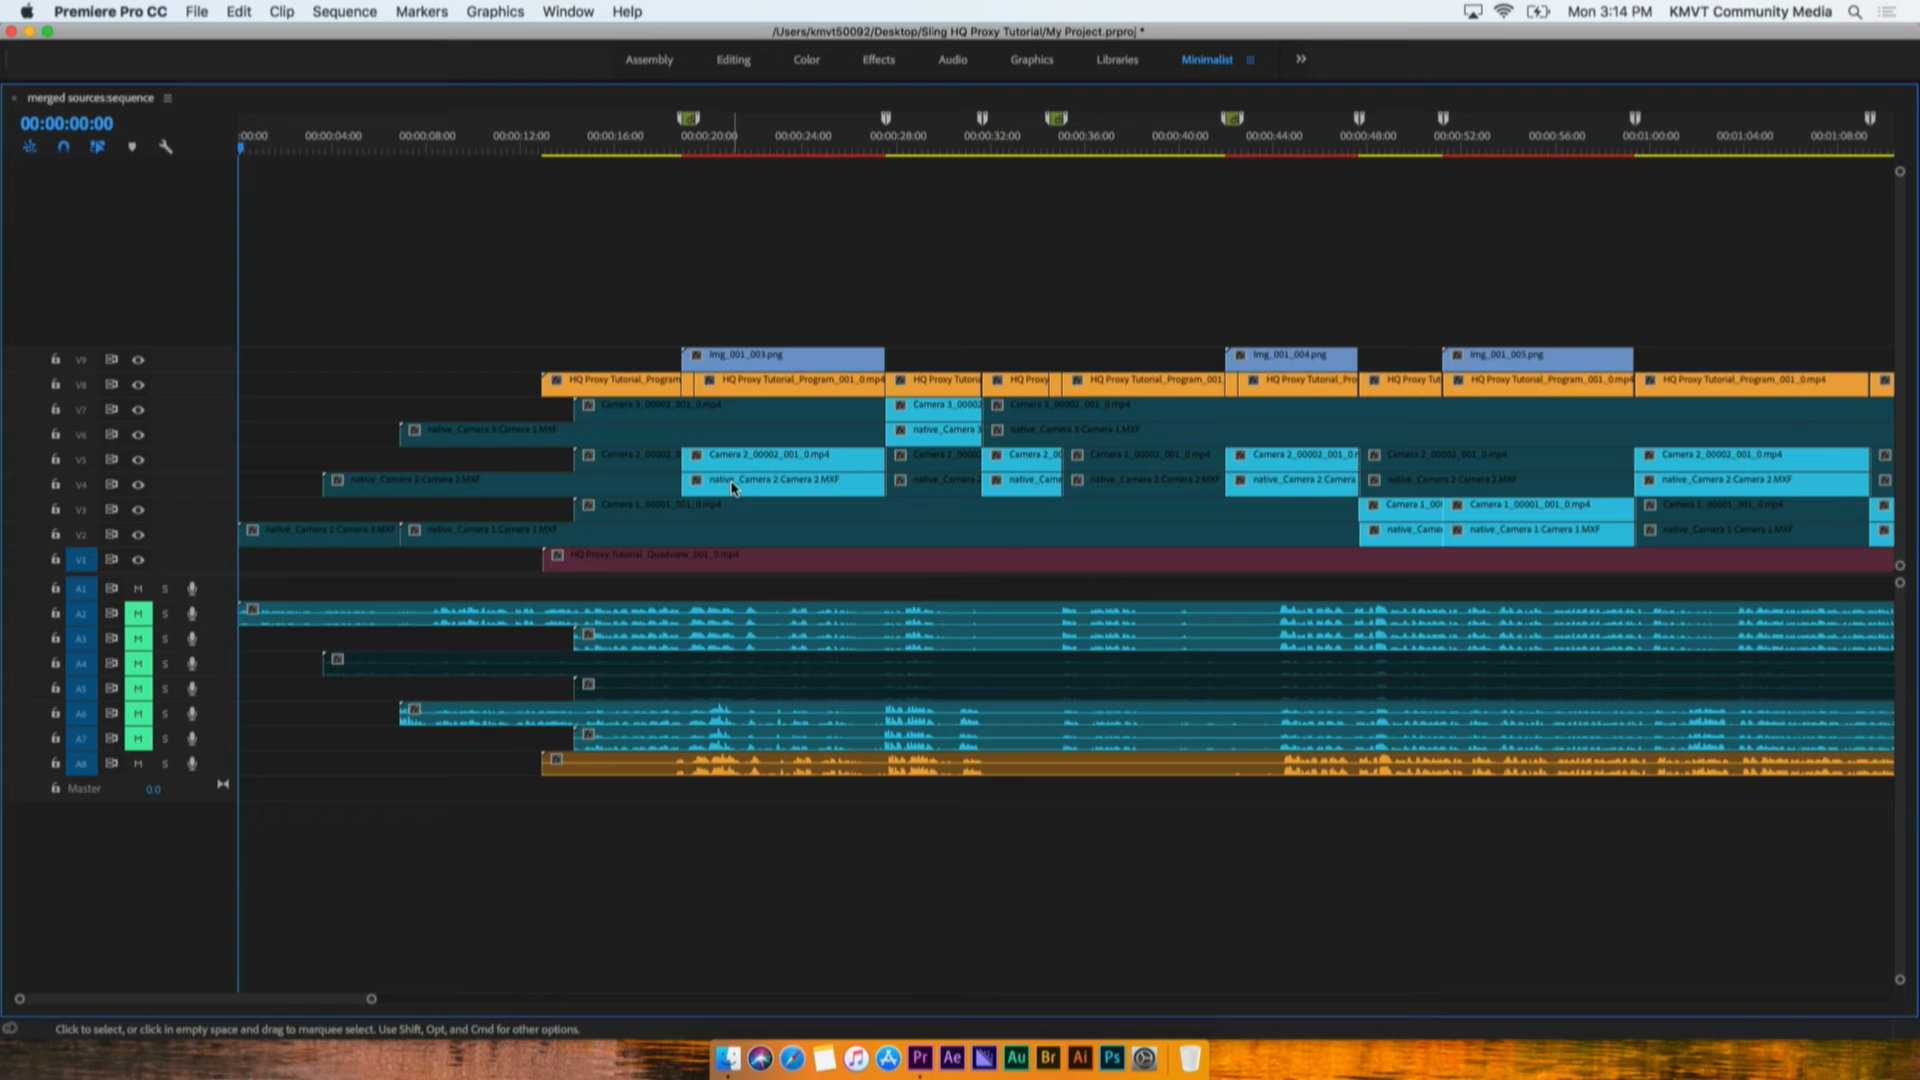 Premiere Pro CC File Edit Clip Sequence Markers Graphics Window Help Mon 3:14 PM KMVT Community Media
/Users/kmvt50092/Desktop/Sling HQ Proxy Tutorial/My Project.prproj *
Assembly Editing Color Effects Audio Graphics Libraries Minimalist
merged sources:sequence
00:00:00:00
:00:00 00:00:04:00 00:00:08:00 00:00:12:00 00:00:16:00 00:00:20:00 00:00:24:00 00:00:28:00 00:00:32:00 00:00:36:00 00:00:40:00 00:00:44:00 00:00:48:00 00:00:52:00 00:00:56:00 00:01:00:00 00:01:04:00 00:01:08:00
V9 Img_001_003.png Img_001_004.png Img_001_005.png
V8 HQ Proxy Tutorial_Program HQ Proxy Tutorial_Program_001_0.mp4 HQ Proxy Tutoria HQ Proxy HQ Proxy Tutorial_Program_001 HQ Proxy Tutorial_Pro HQ Proxy Tut HQ Proxy Tutorial_Program_001_0.mp4 HQ Proxy Tutorial_Program_001_0.mp4
V7 Camera 3_00002_001_0.mp4 Camera 3_00002 Camera 3_00002_001_0.mp4
V6 native_Camera 3 Camera 1.MXF native_Camera 3 native_Camera 3 Camera 1.MXF
V5 Camera 2_00002_0 Camera 2_00002_001_0.mp4 Camera 2_0000 Camera 2_00 Camera 2_00002_001_0.mp4 Camera 2_00002_001_0.m Camera 2_00002_001_0.mp4 Camera 2_00002_001_0.mp4
V4 native_Camera 2 Camera 2.MXF native_Camera 2 Camera 2.MXF native_Camera native_Came native_Camera 2 Camera 2.MXF native_Camera 2 Camera native_Camera 2 Camera 2.MXF native_Camera 2 Camera 2.MXF
V3 Camera 1_00001_001_0.mp4 Camera 1_00 Camera 1_00001_001_0.mp4 Camera 1_00001_001_0.mp4
V2 native_Camera 1 Camera 3.MXF native_Camera 1 Camera 1.MXF native_Camer native_Camera 1 Camera 1.MXF native_Camera 1 Camera 1.MXF
V1 HQ Proxy Tutorial_Quadview_001_0.mp4
A1 M S
A2 M S
A3 M S
A4 M S
A5 M S
A6 M S
A7 M S
A8 M S
Master 0.0
Click to select, or click in empty space and drag to marquee select. Use Shift, Opt, and Cmd for other options.
Pr Ae Au Br Ai Ps